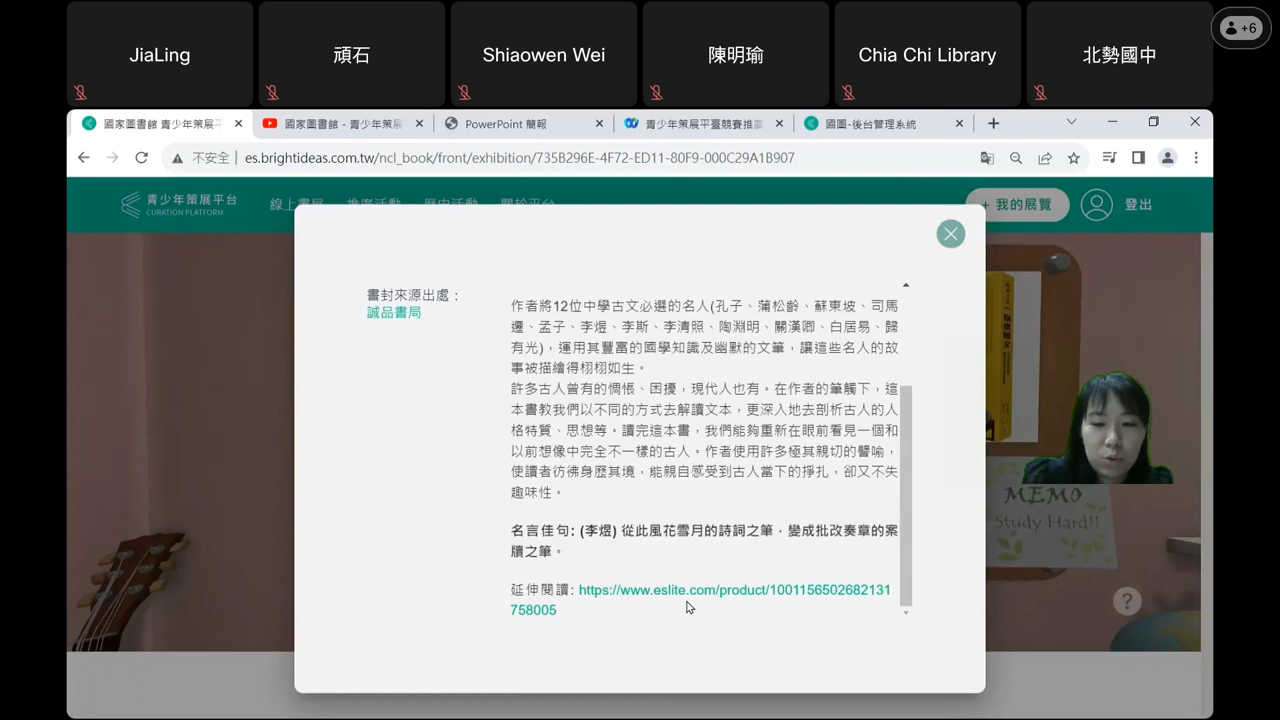 JiaLing
頑石
Shiaowen Wei
陳明瑜
Chia Chi Library
北勢國中
+6
國家圖書館 青少年策展平
國家圖書館 - 青少年策展
PowerPoint 簡報
青少年策展平臺競賽推廣
國圖-後台管理系統
不安全
es.brightideas.com.tw/ncl_book/front/exhibition/735B296E-4F72-ED11-80F9-000C29A1B907
青少年策展平台
CURATION PLATFORM
線上書展
推廣活動
歷史活動
關於平台
+ 我的展覽
登出
書封來源出處：
誠品書局
作者將12位中學古文必選的名人(孔子、蒲松齡、蘇東坡、司馬
遷、孟子、李煜、李斯、李清照、陶淵明、關漢卿、白居易、歸
有光)，運用其豐富的國學知識及幽默的文筆，讓這些名人的故
事被描繪得栩栩如生。
許多古人曾有的惆悵、困擾，現代人也有。在作者的筆觸下，這
本書教我們以不同的方式去解讀文本，更深入地去剖析古人的人
格特質、思想等。讀完這本書，我們能夠重新在眼前看見一個和
以前想像中完全不一樣的古人。作者使用許多極其親切的譬喻，
使讀者彷彿身歷其境，能親自感受到古人當下的掙扎，卻又不失
趣味性。
名言佳句: (李煜) 從此風花雪月的詩詞之筆，變成批改奏章的案
牘之筆。
延伸閱讀: https://www.eslite.com/product/1001156502682131
758005
MEMO
Study Hard!!
?